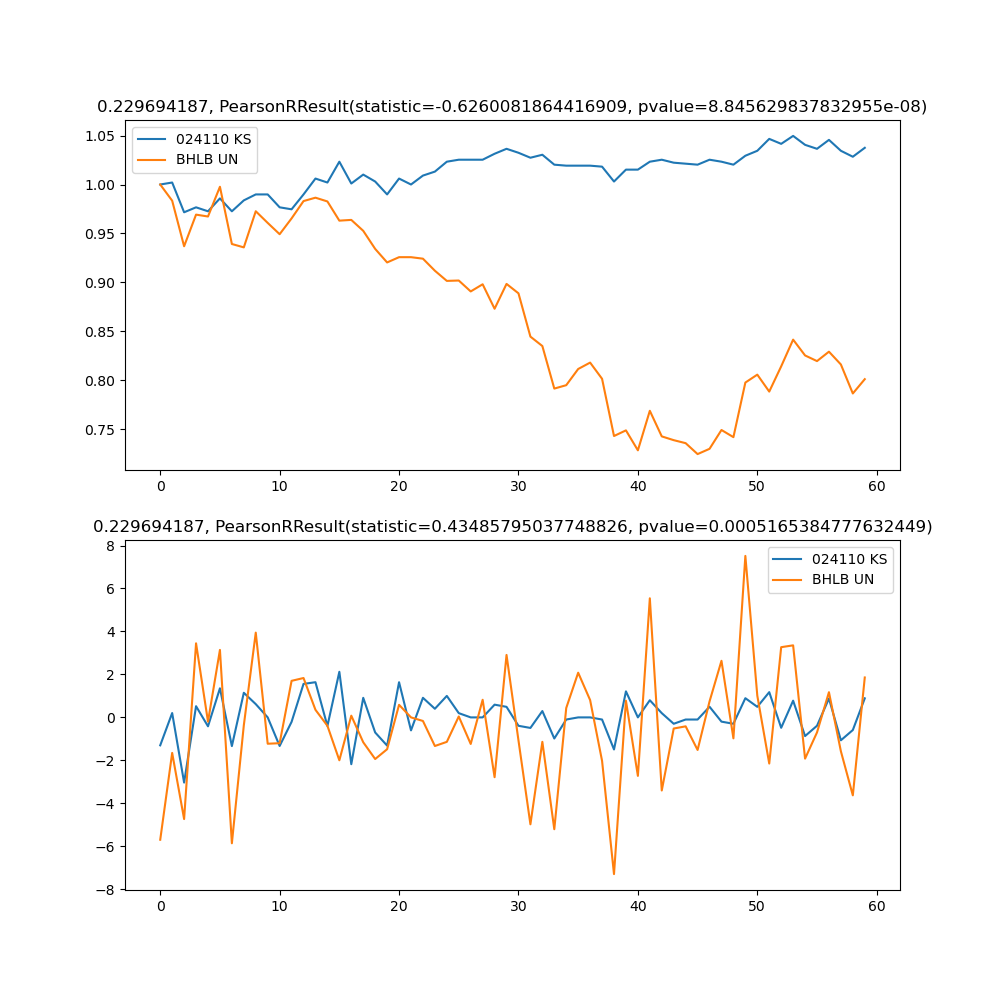 0.229694187, PearsonRResult(statistic=-0.6260081864416909, pvalue=8.845629837832955e-08)
024110 KS
BHLB UN
1.05
1.00
0.95
0.90
0.85
0.80
0.75
0 10 20 30 40 50 60
0.229694187, PearsonRResult(statistic=0.43485795037748826, pvalue=0.0005165384777632449)
024110 KS
BHLB UN
8
6
4
2
0
−2
−4
−6
−8
0 10 20 30 40 50 60